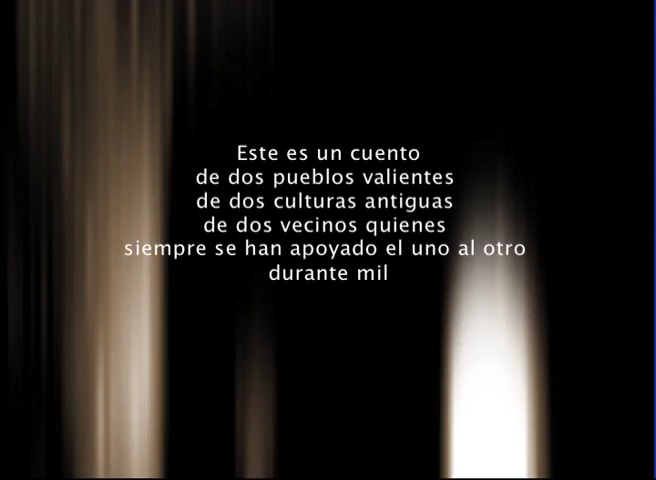 Este es un cuento
de dos pueblos valientes
de dos culturas antiguas
de dos vecinos quienes
siempre se han apoyado el uno al otro
durante mil